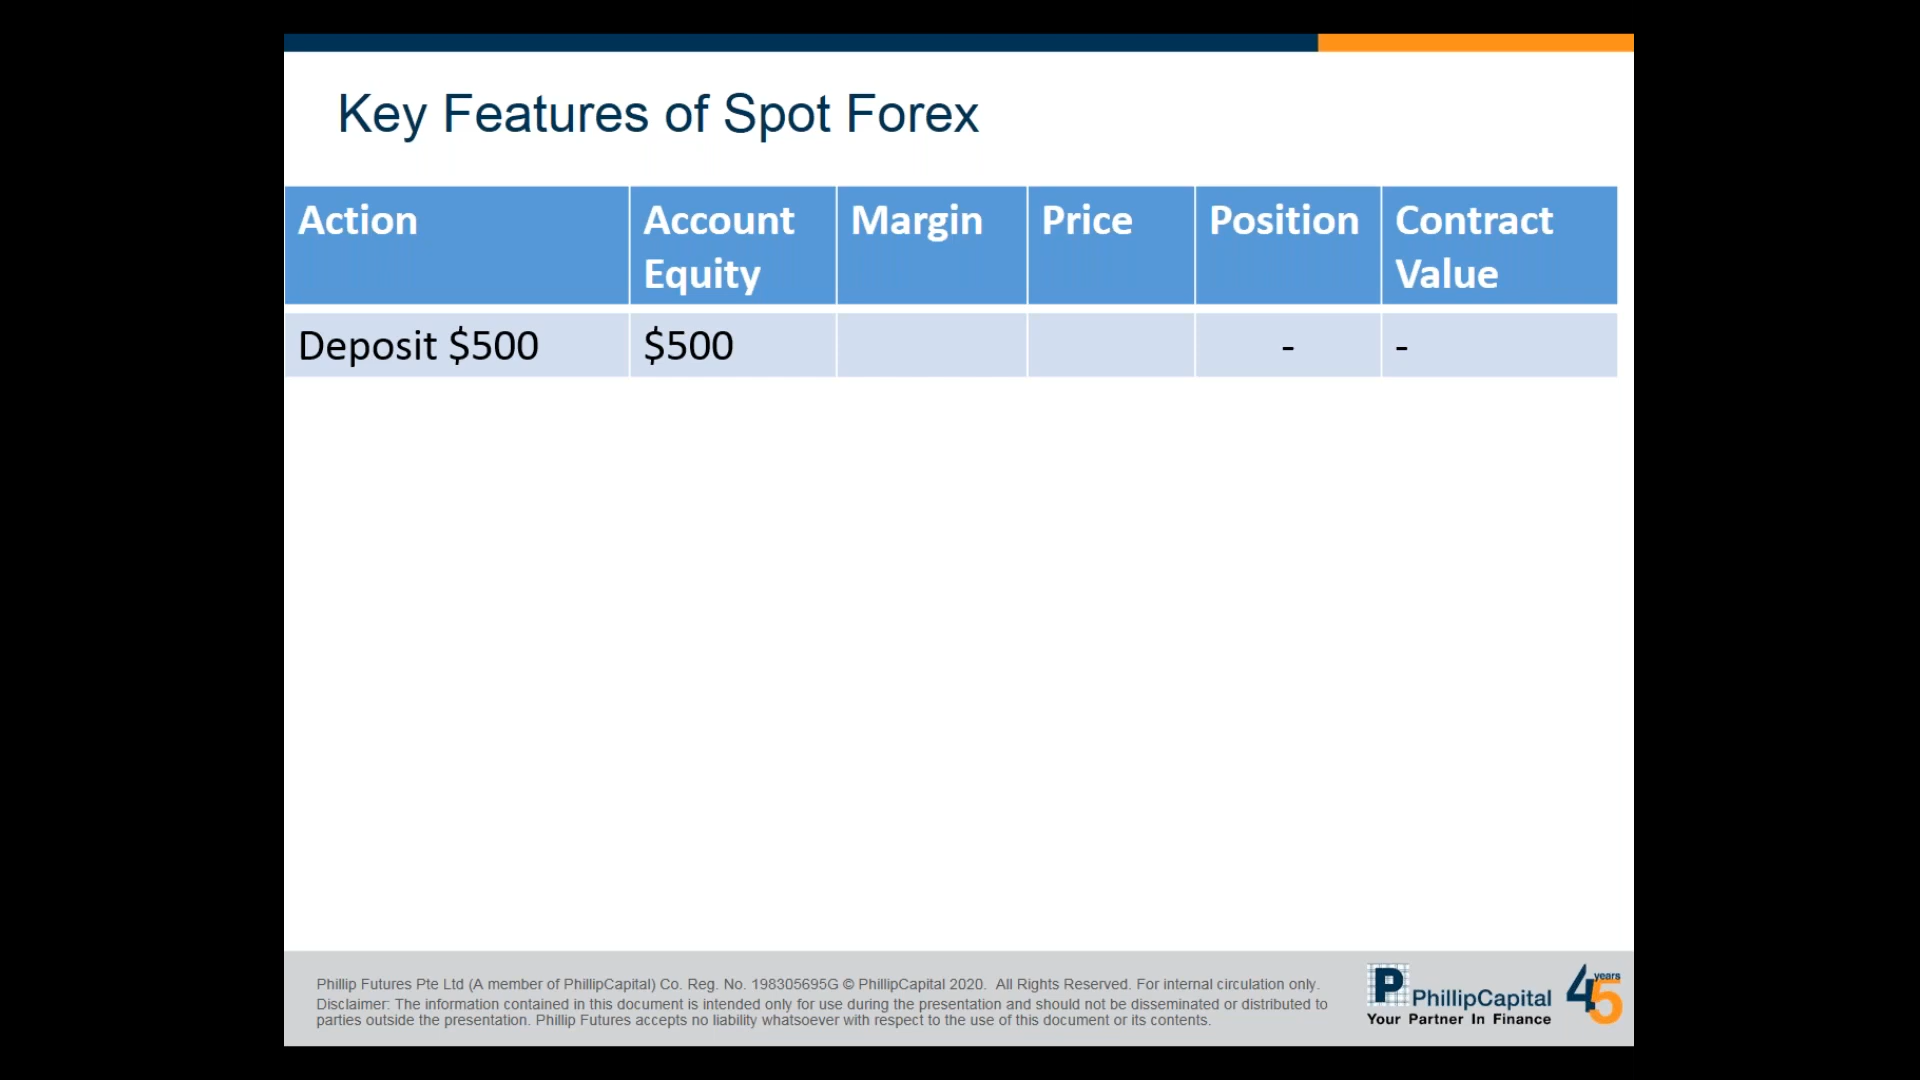 Key Features of Spot Forex
Action
Account
Equity
Margin
Price
Position
Contract
Value
Deposit $500
$500
-
-
Phillip Futures Pte Ltd (A member of PhillipCapital) Co. Reg. No. 198305695G © PhillipCapital 2020.  All Rights Reserved. For internal circulation only.
Disclaimer: The information contained in this document is intended only for use during the presentation and should not be disseminated or distributed to
parties outside the presentation. Phillip Futures accepts no liability whatsoever with respect to the use of this document or its contents.
P PhillipCapital
Your Partner In Finance
45 years